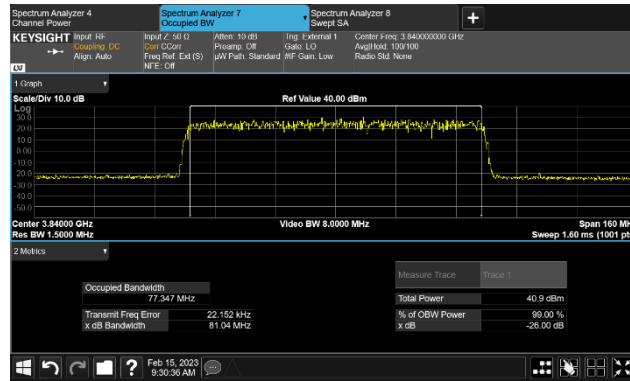 Spectrum Analyzer 4
Channel Power
Spectrum Analyzer 7
Occupied BW
Spectrum Analyzer 8
Swept SA
+
KEYSIGHT
Input: RF
Coupling: DC
Align: Auto
Input Z: 50 Ω
Corr CCorr
Freq Ref: Ext (S)
NFE: Off
Atten: 10 dB
Preamp: Off
µW Path: Standard
Trig: External 1
Gate: LO
#IF Gain: Low
Center Freq: 3.840000000 GHz
Avg|Hold: 100/100
Radio Std: None
LXI
1 Graph
Scale/Div 10.0 dB
Ref Value 40.00 dBm
Log
30.0
20.0
10.0
0.00
-10.0
-20.0
-30.0
-40.0
-50.0
Center 3.84000 GHz
Video BW 8.0000 MHz
Span 160 MH
Res BW 1.5000 MHz
Sweep 1.60 ms (1001 pt
2 Metrics
Measure Trace
Trace 1
Occupied Bandwidth
77.347 MHz
Total Power
40.9 dBm
Transmit Freq Error
22.152 kHz
% of OBW Power
99.00 %
x dB Bandwidth
81.04 MHz
x dB
-26.00 dB
?
Feb 15, 2023
9:30:36 AM